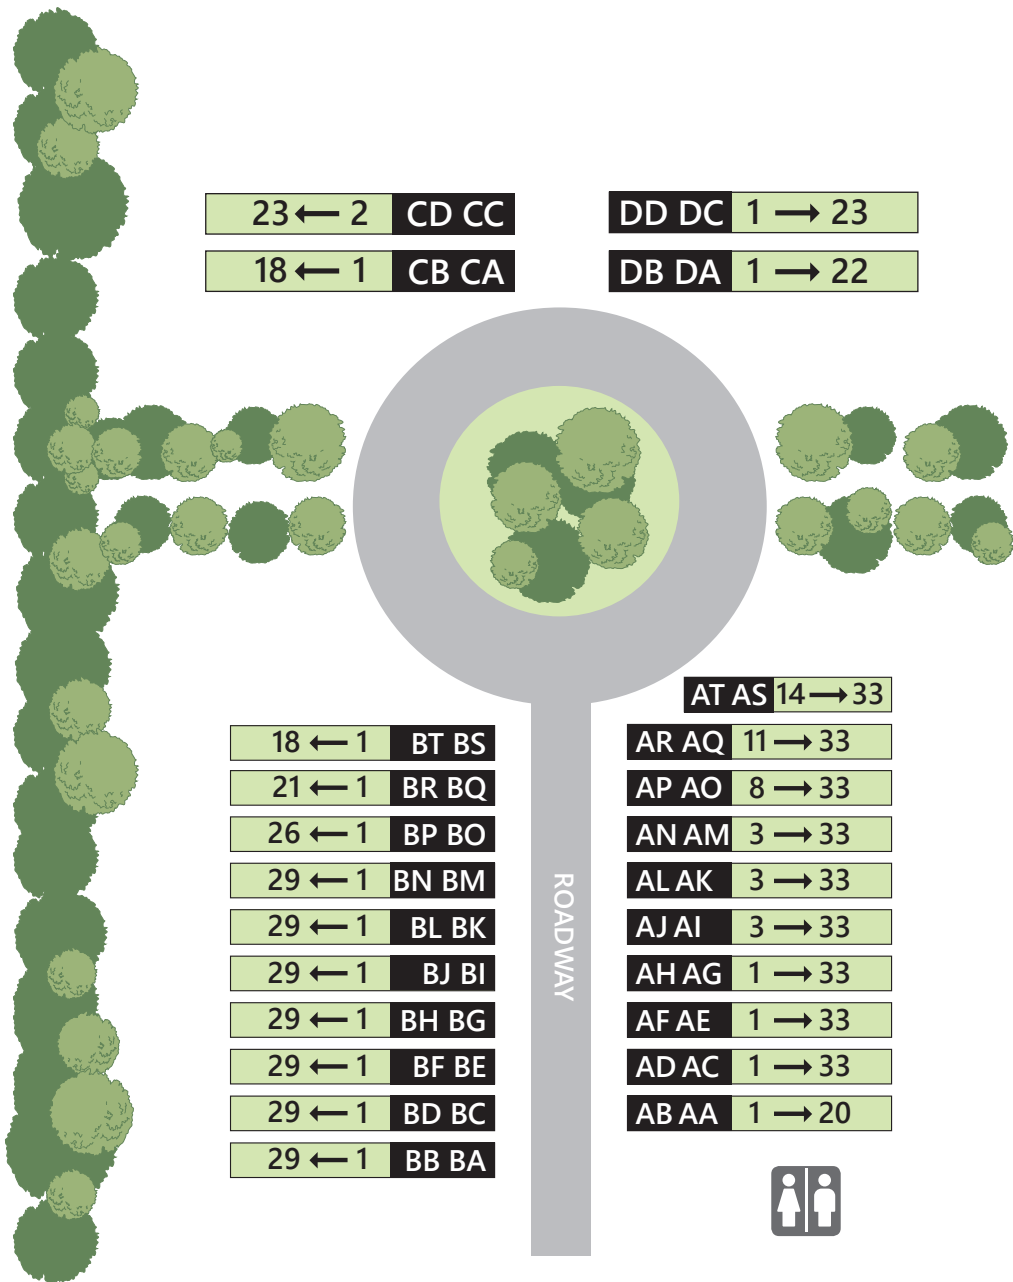 23 ← 2 CD CC
DD DC 1 → 23
18 ← 1 CB CA
DB DA 1 → 22
AT AS 14 → 33
18 ← 1 BT BS
AR AQ 11 → 33
21 ← 1 BR BQ
AP AO 8 → 33
26 ← 1 BP BO
AN AM 3 → 33
29 ← 1 BN BM
AL AK 3 → 33
29 ← 1 BL BK
AJ AI 3 → 33
29 ← 1 BJ BI
AH AG 1 → 33
29 ← 1 BH BG
AF AE 1 → 33
29 ← 1 BF BE
AD AC 1 → 33
29 ← 1 BD BC
AB AA 1 → 20
29 ← 1 BB BA
ROADWAY